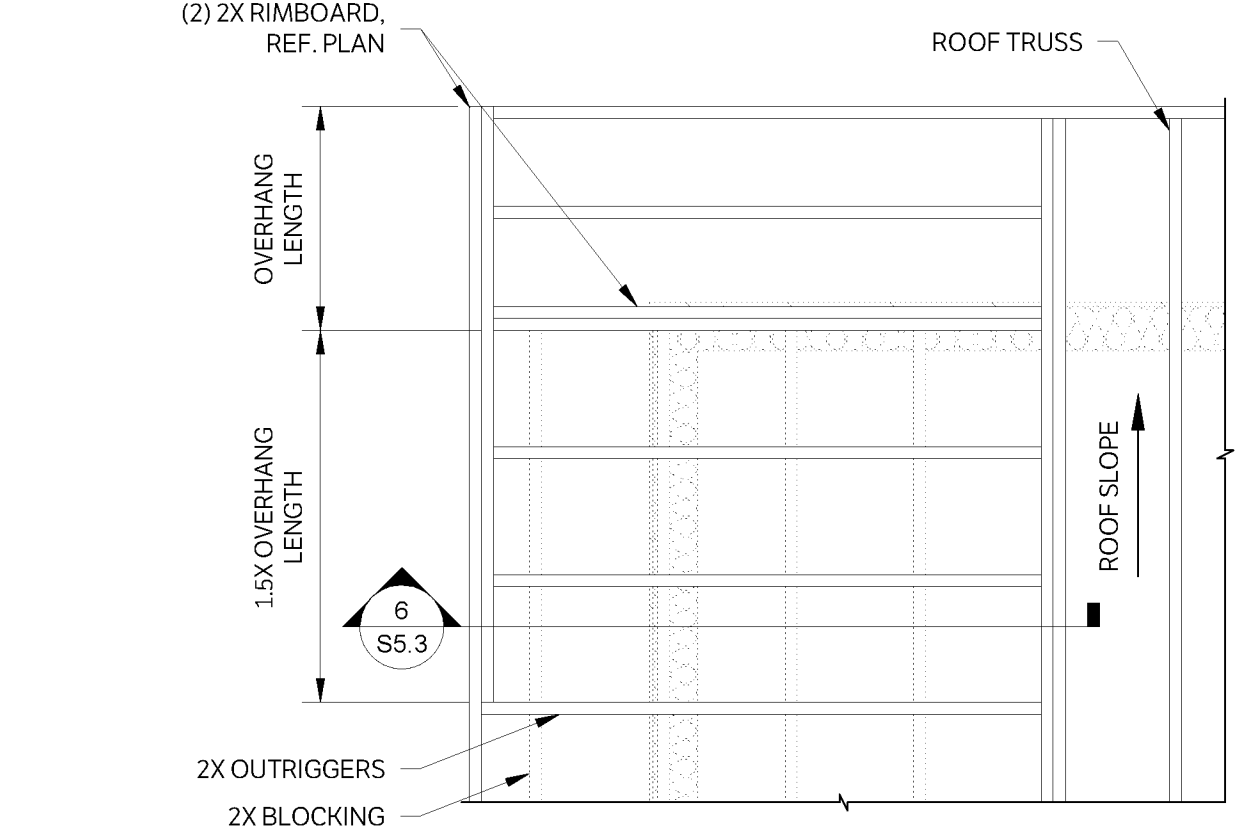 (2) 2X RIMBOARD,
REF. PLAN
ROOF TRUSS
OVERHANG
LENGTH
1.5X OVERHANG
LENGTH
ROOF SLOPE
6
S5.3
2X OUTRIGGERS
2X BLOCKING